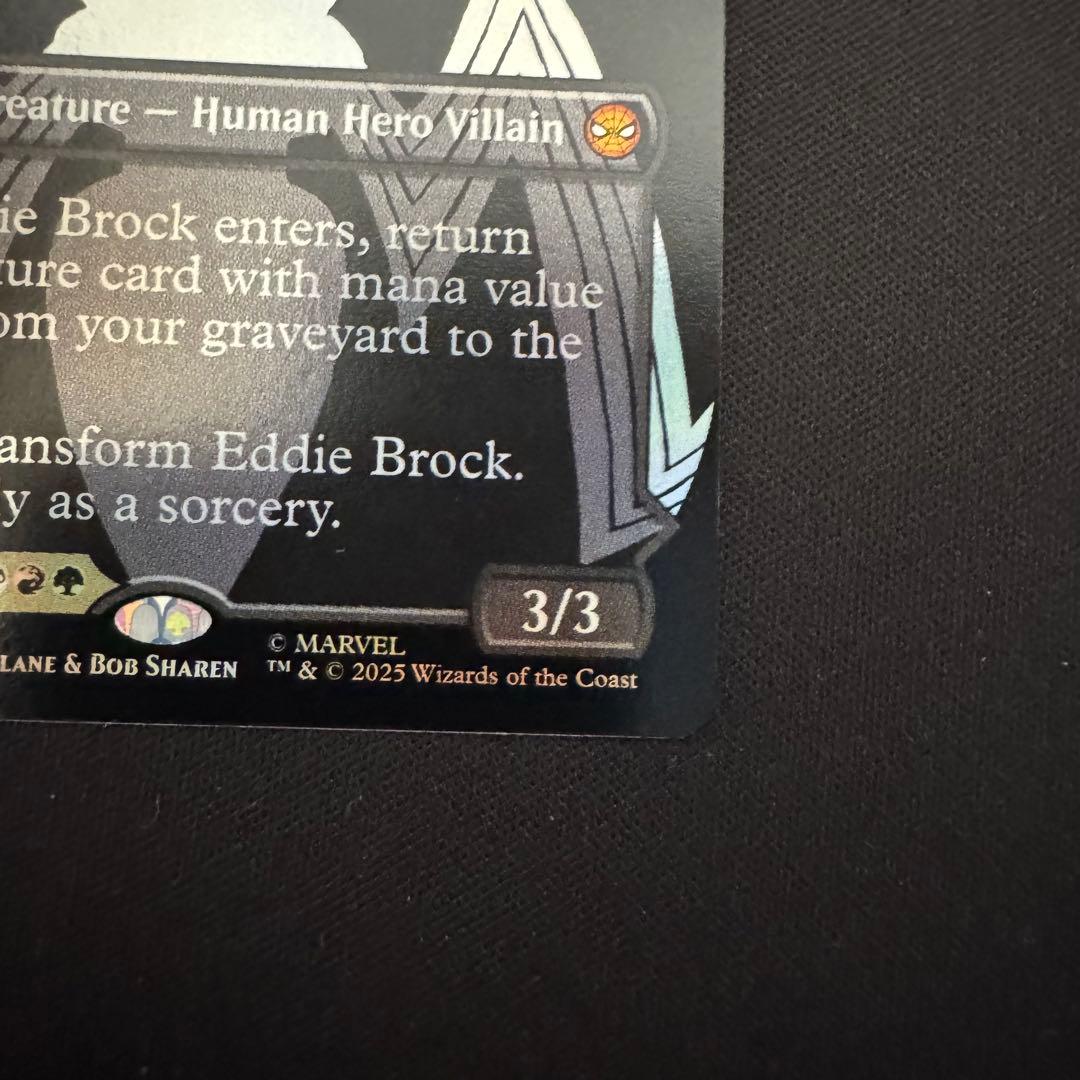 reature — Human Hero Villain
ie Brock enters, return
ture card with mana value
om your graveyard to the
ansform Eddie Brock.
y as a sorcery.
3/3
© MARVEL
LANE & BOB SHAREN
™ & © 2025 Wizards of the Coast